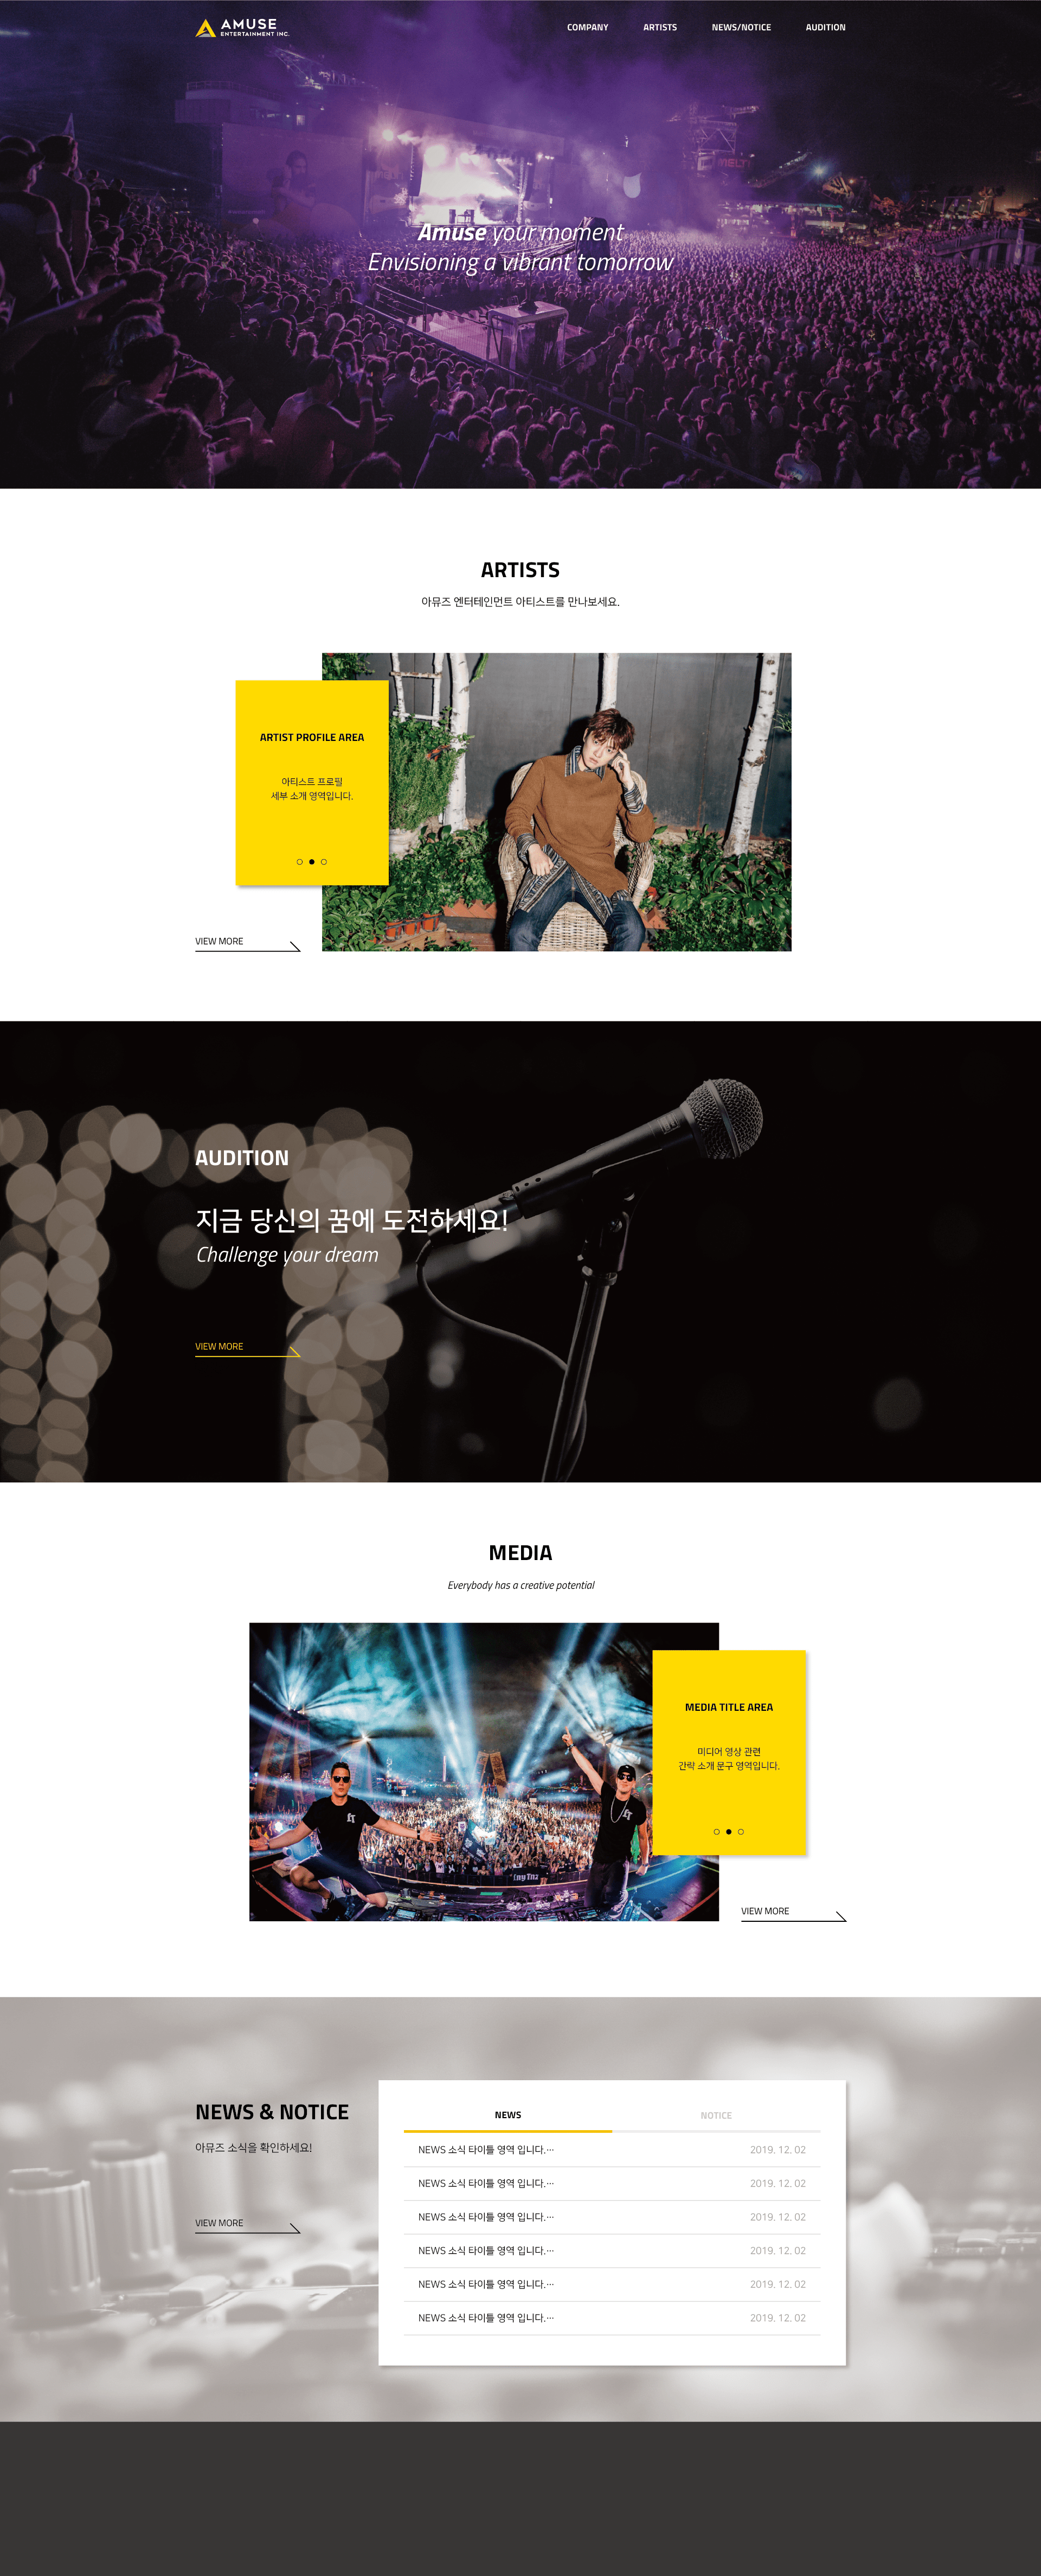 AMUSE
ENTERTAINMENT INC.
COMPANY
ARTISTS
NEWS/NOTICE
AUDITION
Amuse your moment
Envisioning a vibrant tomorrow
ARTISTS
아뮤즈 엔터테인먼트 아티스트를 만나보세요.
ARTIST PROFILE AREA
아티스트 프로필
세부 소개 영역입니다.
VIEW MORE
AUDITION
지금 당신의 꿈에 도전하세요!
Challenge your dream
VIEW MORE
MEDIA
Everybody has a creative potential
MEDIA TITLE AREA
미디어 영상 관련
간략 소개 문구 영역입니다.
VIEW MORE
NEWS & NOTICE
아뮤즈 소식을 확인하세요!
VIEW MORE
NEWS
NOTICE
NEWS 소식 타이틀 영역 입니다.… 2019. 12. 02
NEWS 소식 타이틀 영역 입니다.… 2019. 12. 02
NEWS 소식 타이틀 영역 입니다.… 2019. 12. 02
NEWS 소식 타이틀 영역 입니다.… 2019. 12. 02
NEWS 소식 타이틀 영역 입니다.… 2019. 12. 02
NEWS 소식 타이틀 영역 입니다.… 2019. 12. 02